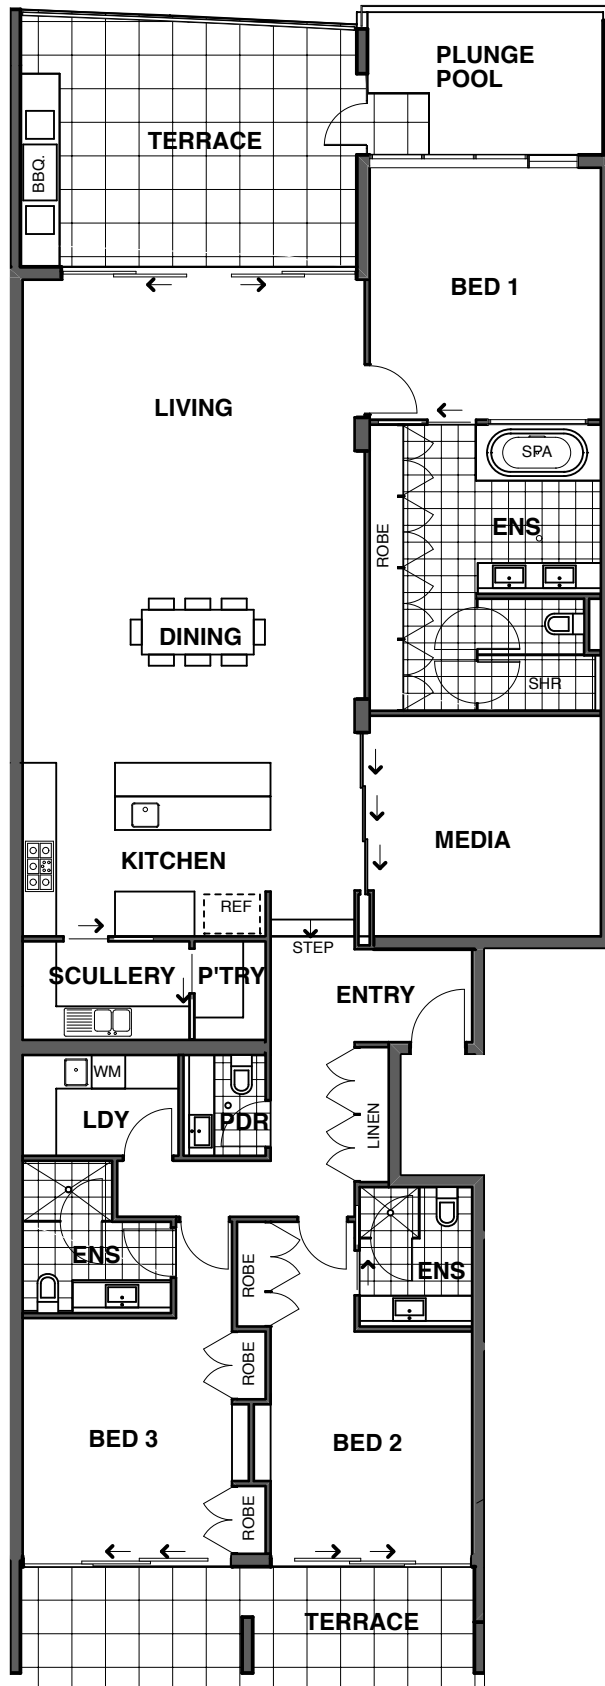 PLUNGE
POOL
TERRACE
BBQ.
BED 1
LIVING
SPA
ENS
ROBE
DINING
SHR
MEDIA
KITCHEN
REF
STEP
SCULLERY
P'TRY
ENTRY
WM
LDY
PDR
LINEN
ENS
ROBE
ENS
ROBE
BED 3
BED 2
ROBE
TERRACE